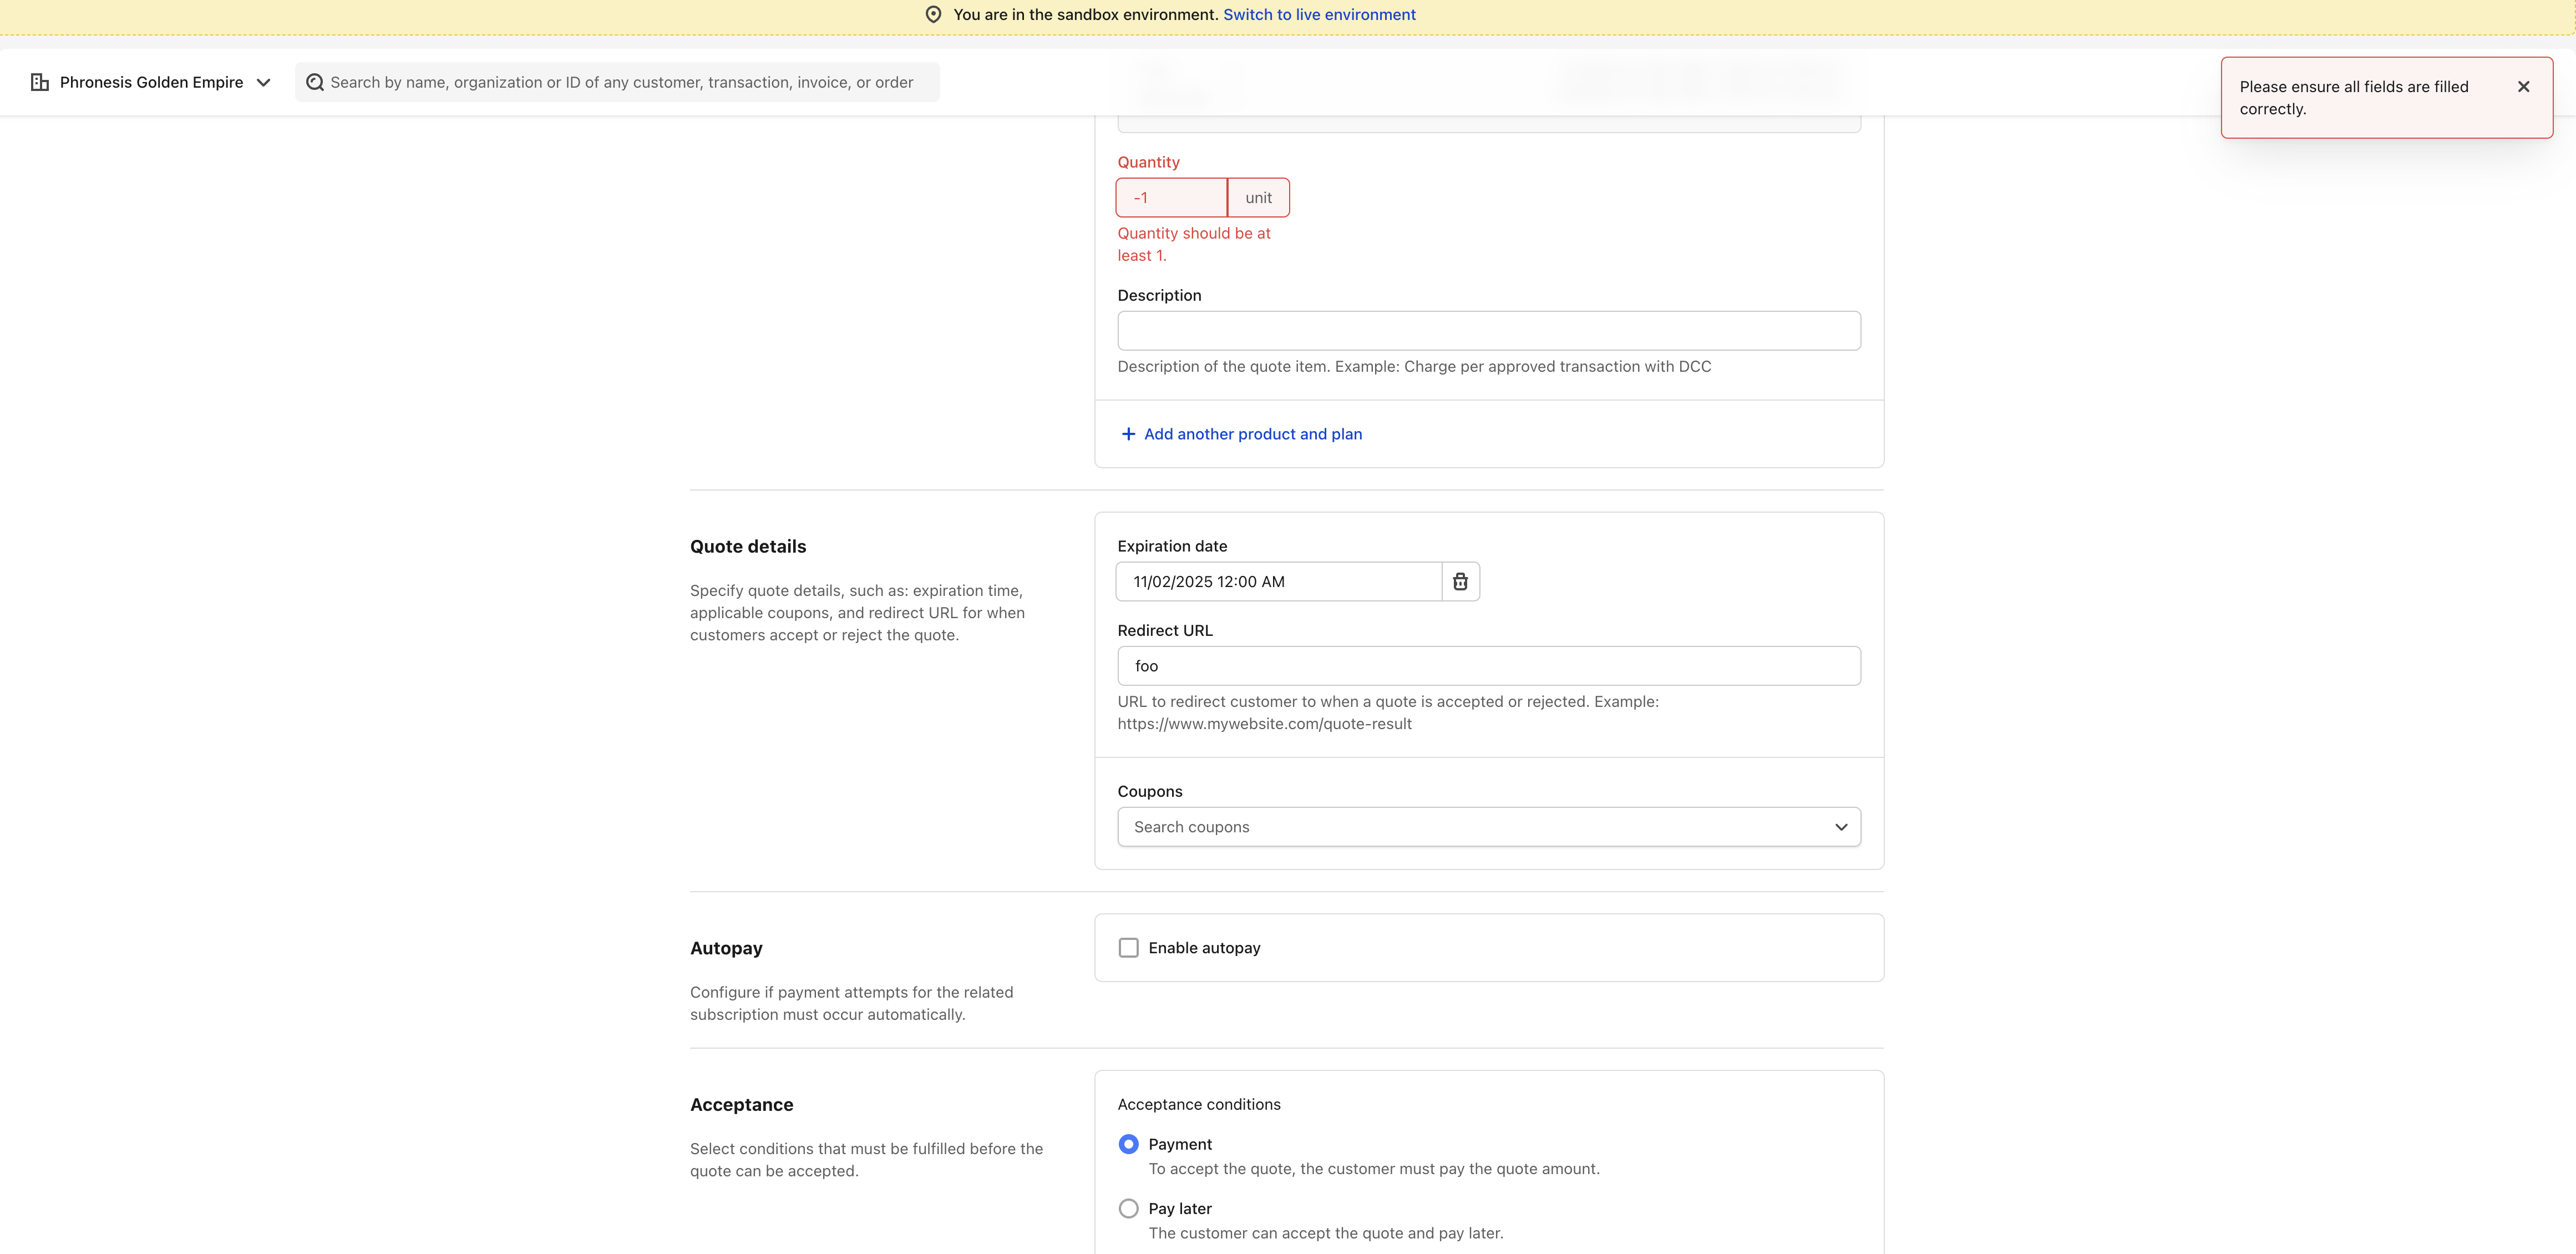 You are in the sandbox environment. Switch to live environment
Phronesis Golden Empire
Search by name, organization or ID of any customer, transaction, invoice, or order
Please ensure all fields are filled
correctly.
Quantity
-1
unit
Quantity should be at
least 1.
Description
Description of the quote item. Example: Charge per approved transaction with DCC
Add another product and plan
Quote details
Specify quote details, such as: expiration time,
applicable coupons, and redirect URL for when
customers accept or reject the quote.
Expiration date
11/02/2025 12:00 AM
Redirect URL
foo
URL to redirect customer to when a quote is accepted or rejected. Example:
https://www.mywebsite.com/quote-result
Coupons
Search coupons
Autopay
Configure if payment attempts for the related
subscription must occur automatically.
Enable autopay
Acceptance
Select conditions that must be fulfilled before the
quote can be accepted.
Acceptance conditions
Payment
To accept the quote, the customer must pay the quote amount.
Pay later
The customer can accept the quote and pay later.